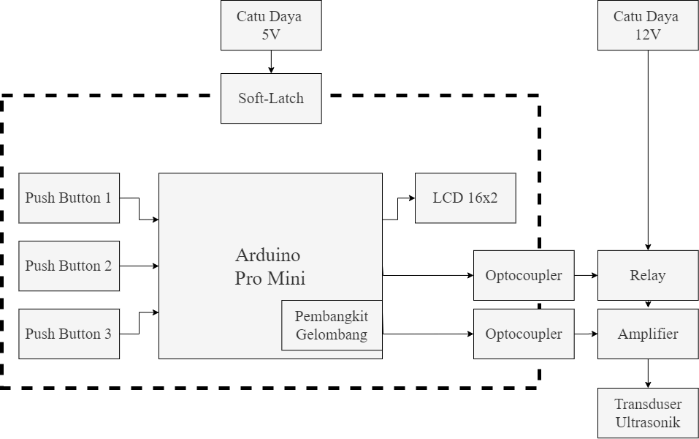 Catu Daya
5V
Catu Daya
12V
Soft-Latch
Push Button 1
LCD 16x2
Arduino
Pro Mini
Push Button 2
Optocoupler
Relay
Pembangkit
Gelombang
Push Button 3
Optocoupler
Amplifier
Transduser
Ultrasonik